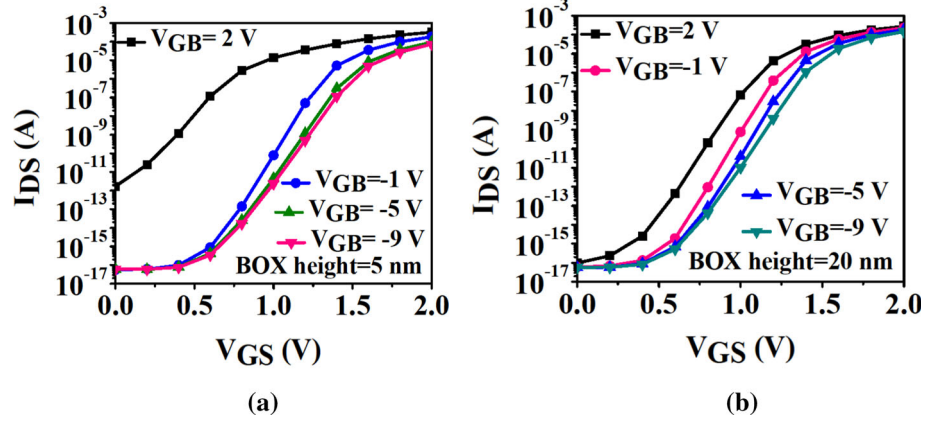 (a)
(b)
10⁻³
10⁻⁵
10⁻⁷
10⁻⁹
10⁻¹¹
10⁻¹³
10⁻¹⁵
10⁻¹⁷
I_DS (A)
V_GB= 2 V
V_GB=-1 V
V_GB= -5 V
V_GB= -9 V
BOX height=5 nm
0.0 0.5 1.0 1.5 2.0
V_GS (V)
(a)
10⁻³
10⁻⁵
10⁻⁷
10⁻⁹
10⁻¹¹
10⁻¹³
10⁻¹⁵
10⁻¹⁷
I_DS (A)
V_GB=2 V
V_GB=-1 V
V_GB=-5 V
V_GB=-9 V
BOX height=20 nm
0.0 0.5 1.0 1.5 2.0
V_GS (V)
(b)